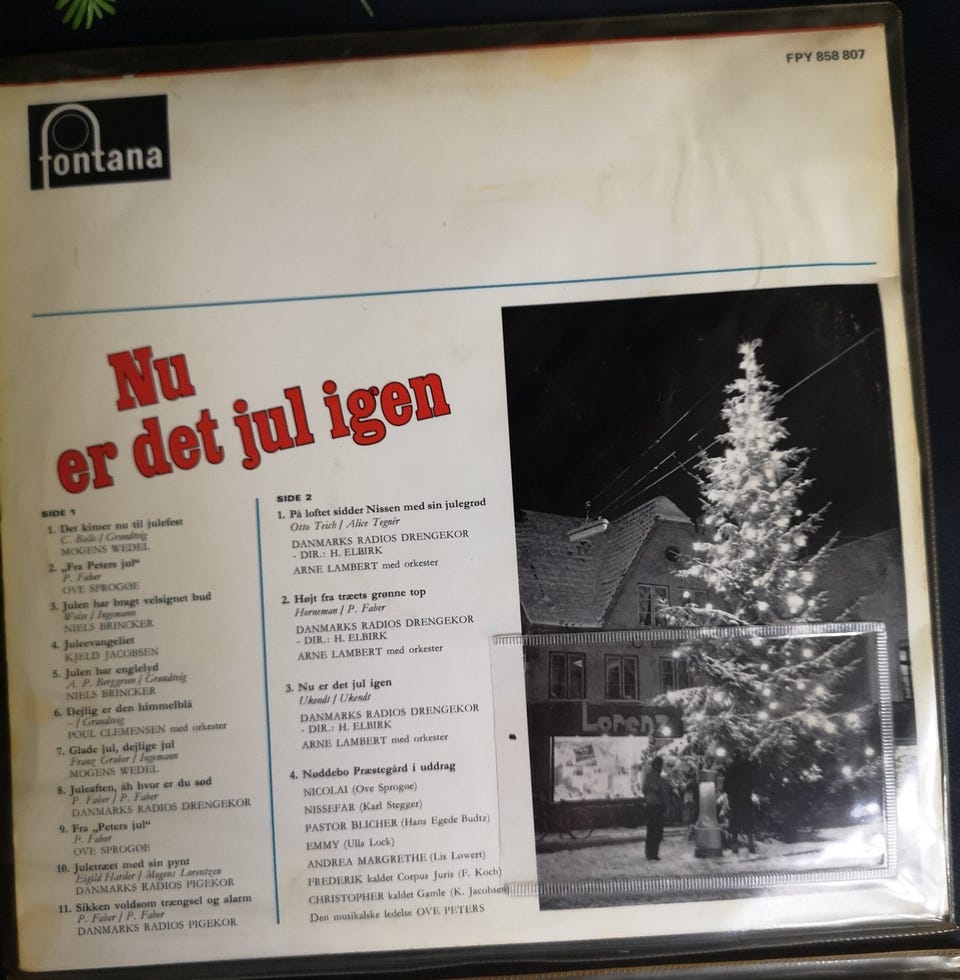 FPY 858 807
fontana
Nu
er det jul igen
SIDE 1
1. Det kimer nu til julefest
C. Balle / Grundtvig
MOGENS WEDEL
2. „Fra Peters jul"
P. Faber
OVE SPROGØE
3. Julen har bragt velsignet bud
Weise / Ingemann
NIELS BRINCKER
4. Juleevangeliet
KJELD JACOBSEN
5. Julen har englelyd
A. P. Berggreen / Grundtvig
NIELS BRINCKER
6. Dejlig er den himmelblå
- / Grundtvig
POUL CLEMENSEN med orkester
7. Glade jul, dejlige jul
Franz Gruber / Ingemann
MOGENS WEDEL
8. Juleaften, åh hvor er du sød
P. Faber / P. Faber
DANMARKS RADIOS DRENGEKOR
9. Fra „Peters jul"
P. Faber
OVE SPROGØE
10. Juletræet med sin pynt
Eigild Harder / Mogens Lorentzen
DANMARKS RADIOS PIGEKOR
11. Sikken voldsom trængsel og alarm
P. Faber / P. Faber
DANMARKS RADIOS PIGEKOR
SIDE 2
1. På loftet sidder Nissen med sin julegrød
Otto Teich / Alice Tegnér
DANMARKS RADIOS DRENGEKOR
- DIR.: H. ELBIRK
ARNE LAMBERT med orkester
2. Højt fra træets grønne top
Horneman / P. Faber
DANMARKS RADIOS DRENGEKOR
- DIR.: H. ELBIRK
ARNE LAMBERT med orkester
3. Nu er det jul igen
Ukendt / Ukendt
DANMARKS RADIOS DRENGEKOR
- DIR.: H. ELBIRK
ARNE LAMBERT med orkester
4. Nøddebo Præstegård i uddrag
NICOLAI (Ove Sprogøe)
NISSEFAR (Karl Stegger)
PASTOR BLICHER (Hans Egede Budtz)
EMMY (Ulla Lock)
ANDREA MARGRETHE (Lis Løwert)
FREDERIK kaldet Corpus Juris (F. Koch)
CHRISTOPHER kaldet Gamle (K. Jacobsen)
Den musikalske ledelse OVE PETERS
Lorenz